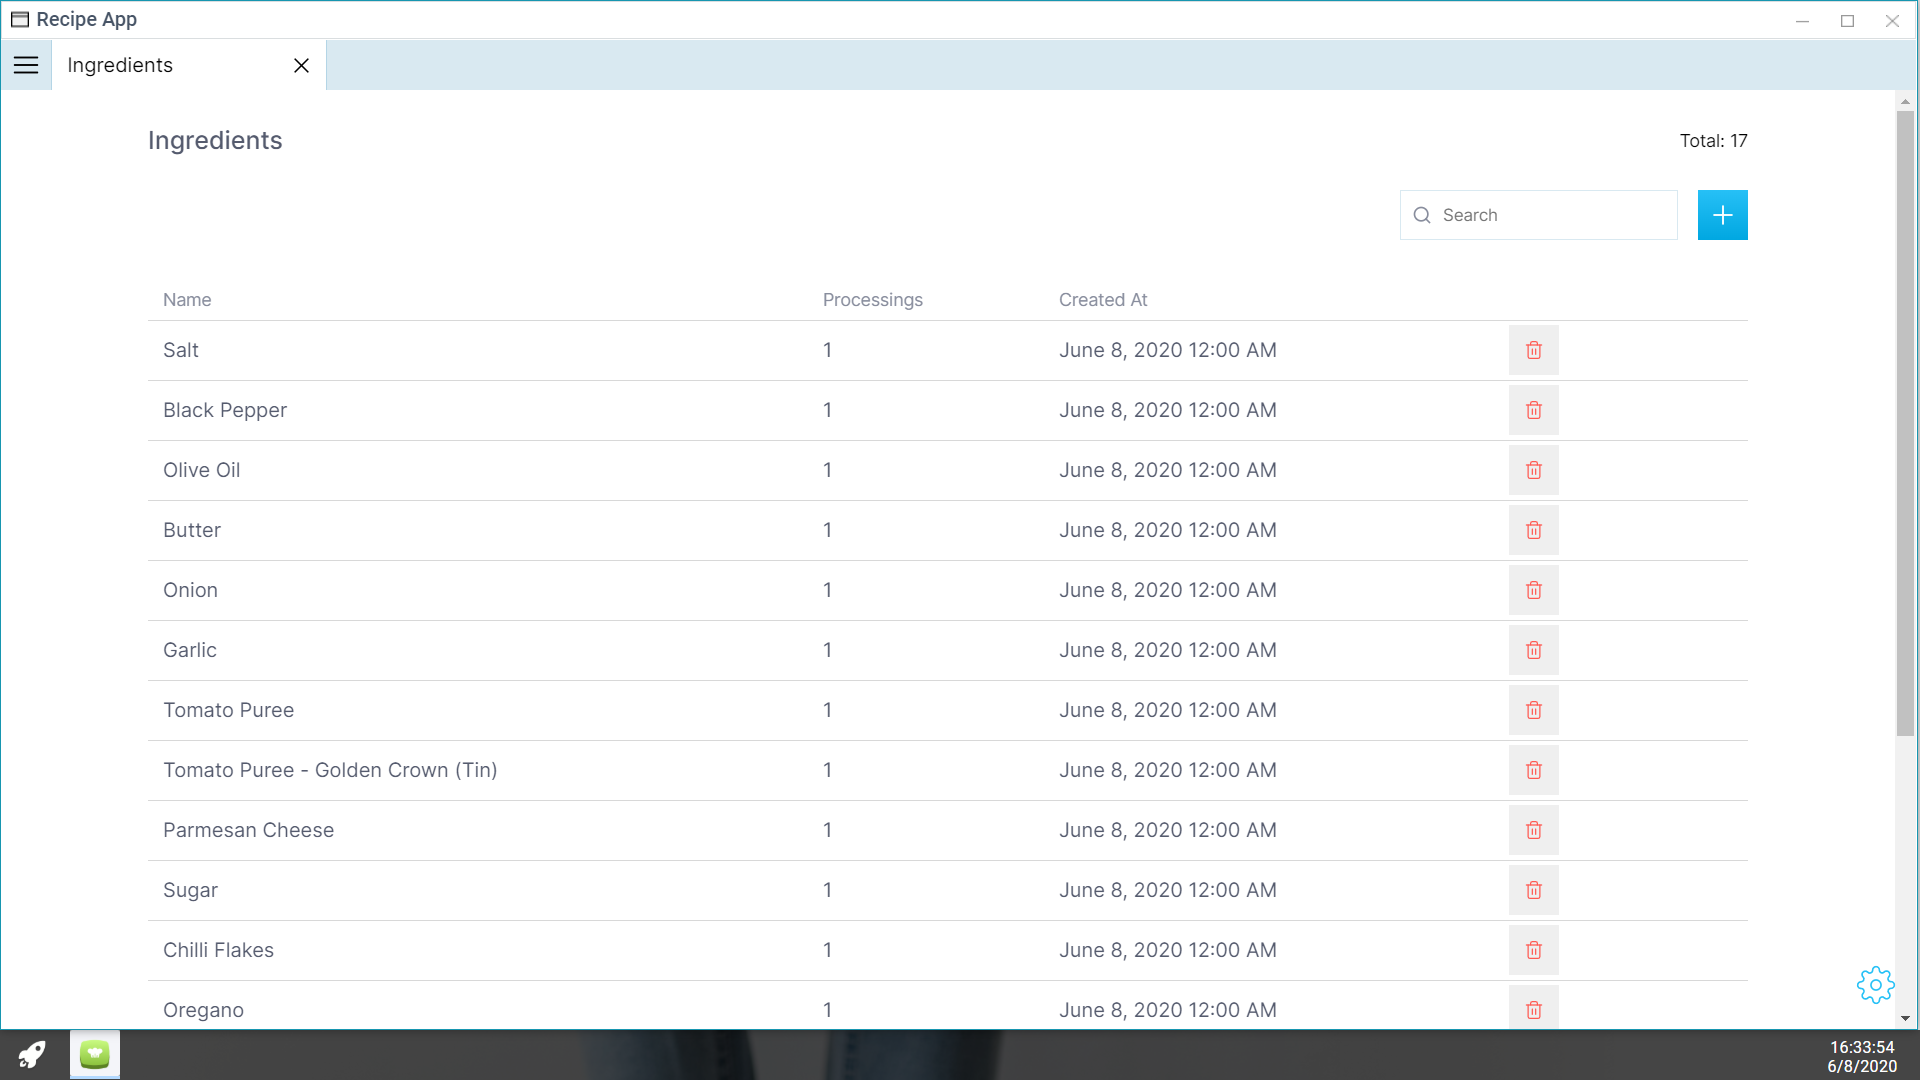 Recipe App
Ingredients
Ingredients
Total: 17
Search
Name Processings Created At
Salt 1 June 8, 2020 12:00 AM
Black Pepper 1 June 8, 2020 12:00 AM
Olive Oil 1 June 8, 2020 12:00 AM
Butter 1 June 8, 2020 12:00 AM
Onion 1 June 8, 2020 12:00 AM
Garlic 1 June 8, 2020 12:00 AM
Tomato Puree 1 June 8, 2020 12:00 AM
Tomato Puree - Golden Crown (Tin) 1 June 8, 2020 12:00 AM
Parmesan Cheese 1 June 8, 2020 12:00 AM
Sugar 1 June 8, 2020 12:00 AM
Chilli Flakes 1 June 8, 2020 12:00 AM
Oregano 1 June 8, 2020 12:00 AM
16:33:54
6/8/2020